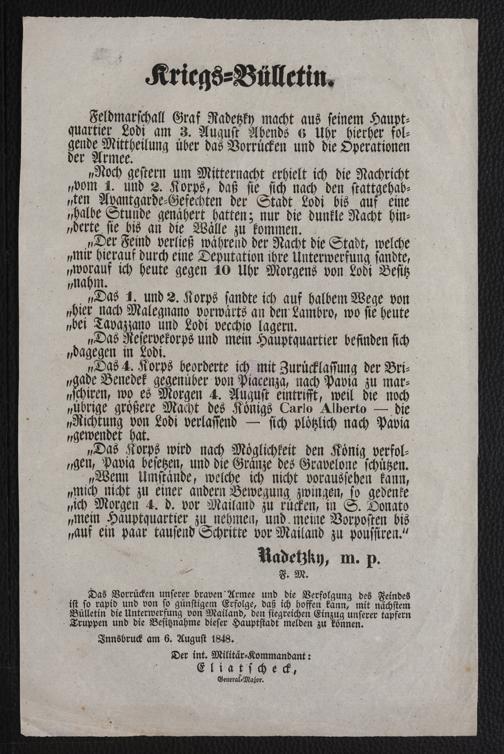 Kriegs=Bülletin.
Feldmarschall Graf Radetzky macht aus seinem Haupt=
quartier Lodi am 3. August Abends 6 Uhr hierher fol=
gende Mittheilung über das Vorrücken und die Operationen
der Armee.
„Noch gestern um Mitternacht erhielt ich die Nachricht
„vom 1. und 2. Korps, daß sie sich nach den stattgehab=
„ten Avantgarde=Gefechten der Stadt Lodi bis auf eine
„halbe Stunde genähert hatten; nur die dunkle Nacht hin=
„derte sie bis an die Wälle zu kommen.
„Der Feind verließ während der Nacht die Stadt, welche
„mir hierauf durch eine Deputation ihre Unterwerfung sandte,
„worauf ich heute gegen 10 Uhr Morgens von Lodi Besitz
„nahm.
„Das 1. und 2. Korps sandte ich auf halbem Wege von
„hier nach Malegnano vorwärts an den Lambro, wo sie heute
„bei Tavazzano und Lodi vecchio lagern.
„Das Reservekorps und mein Hauptquartier befinden sich
„dagegen in Lodi.
„Das 4. Korps beorderte ich mit Zurücklassung der Bri=
„gade Benedek gegenüber von Piacenza, nach Pavia zu mar=
„schiren, wo es Morgen 4. August eintrifft, weil die noch
„übrige größere Macht des Königs Carlo Alberto — die
„Richtung von Lodi verlassend — sich plötzlich nach Pavia
„gewendet hat.
„Das Korps wird nach Möglichkeit den König verfol=
„gen, Pavia besetzen, und die Gränze des Gravelone schützen.
„Wenn Umstände, welche ich nicht voraussehen kann,
„mich nicht zu einer andern Bewegung zwingen, so gedenke
„ich Morgen 4. d. vor Mailand zu rücken, in S. Donato
„mein Hauptquartier zu nehmen, und meine Vorposten bis
„auf ein paar tausend Schritte vor Mailand zu poussiren."
Radetzky, m. p.
F. M.
Das Vorrücken unserer braven Armee und die Verfolgung des Feindes
ist so rapid und von so günstigem Erfolge, daß ich hoffen kann, mit nächstem
Bülletin die Unterwerfung von Mailand, den siegreichen Einzug unserer tapfern
Truppen und die Besitznahme dieser Hauptstadt melden zu können.
Innsbruck am 6. August 1848.
Der int. Militär=Kommandant:
Eliatscheck,
General=Major.